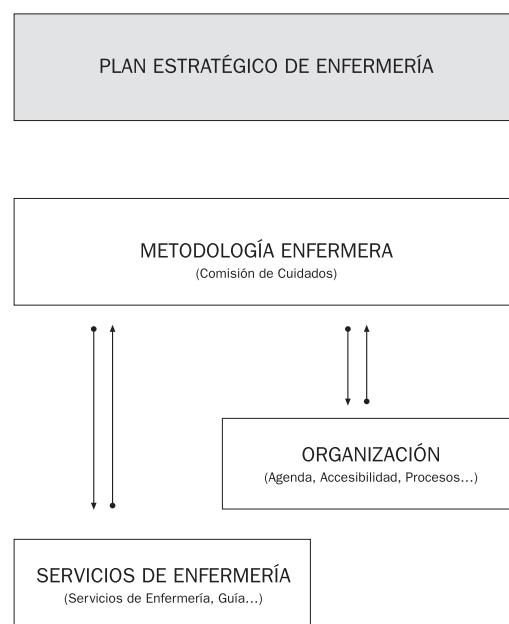 PLAN ESTRATÉGICO DE ENFERMERÍA
METODOLOGÍA ENFERMERA
(Comisión de Cuidados)
ORGANIZACIÓN
(Agenda, Accesibilidad, Procesos...)
SERVICIOS DE ENFERMERÍA
(Servicios de Enfermería, Guía...)